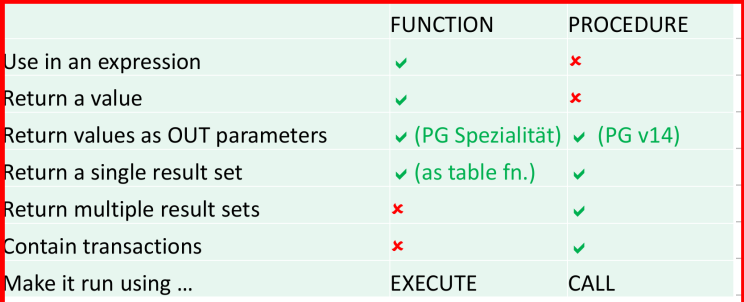 FUNCTION PROCEDURE
Use in an expression ✔ ✖
Return a value ✔ ✖
Return values as OUT parameters ✔ (PG Spezialität) ✔ (PG v14)
Return a single result set ✔ (as table fn.) ✔
Return multiple result sets ✖ ✔
Contain transactions ✖ ✔
Make it run using ... EXECUTE CALL